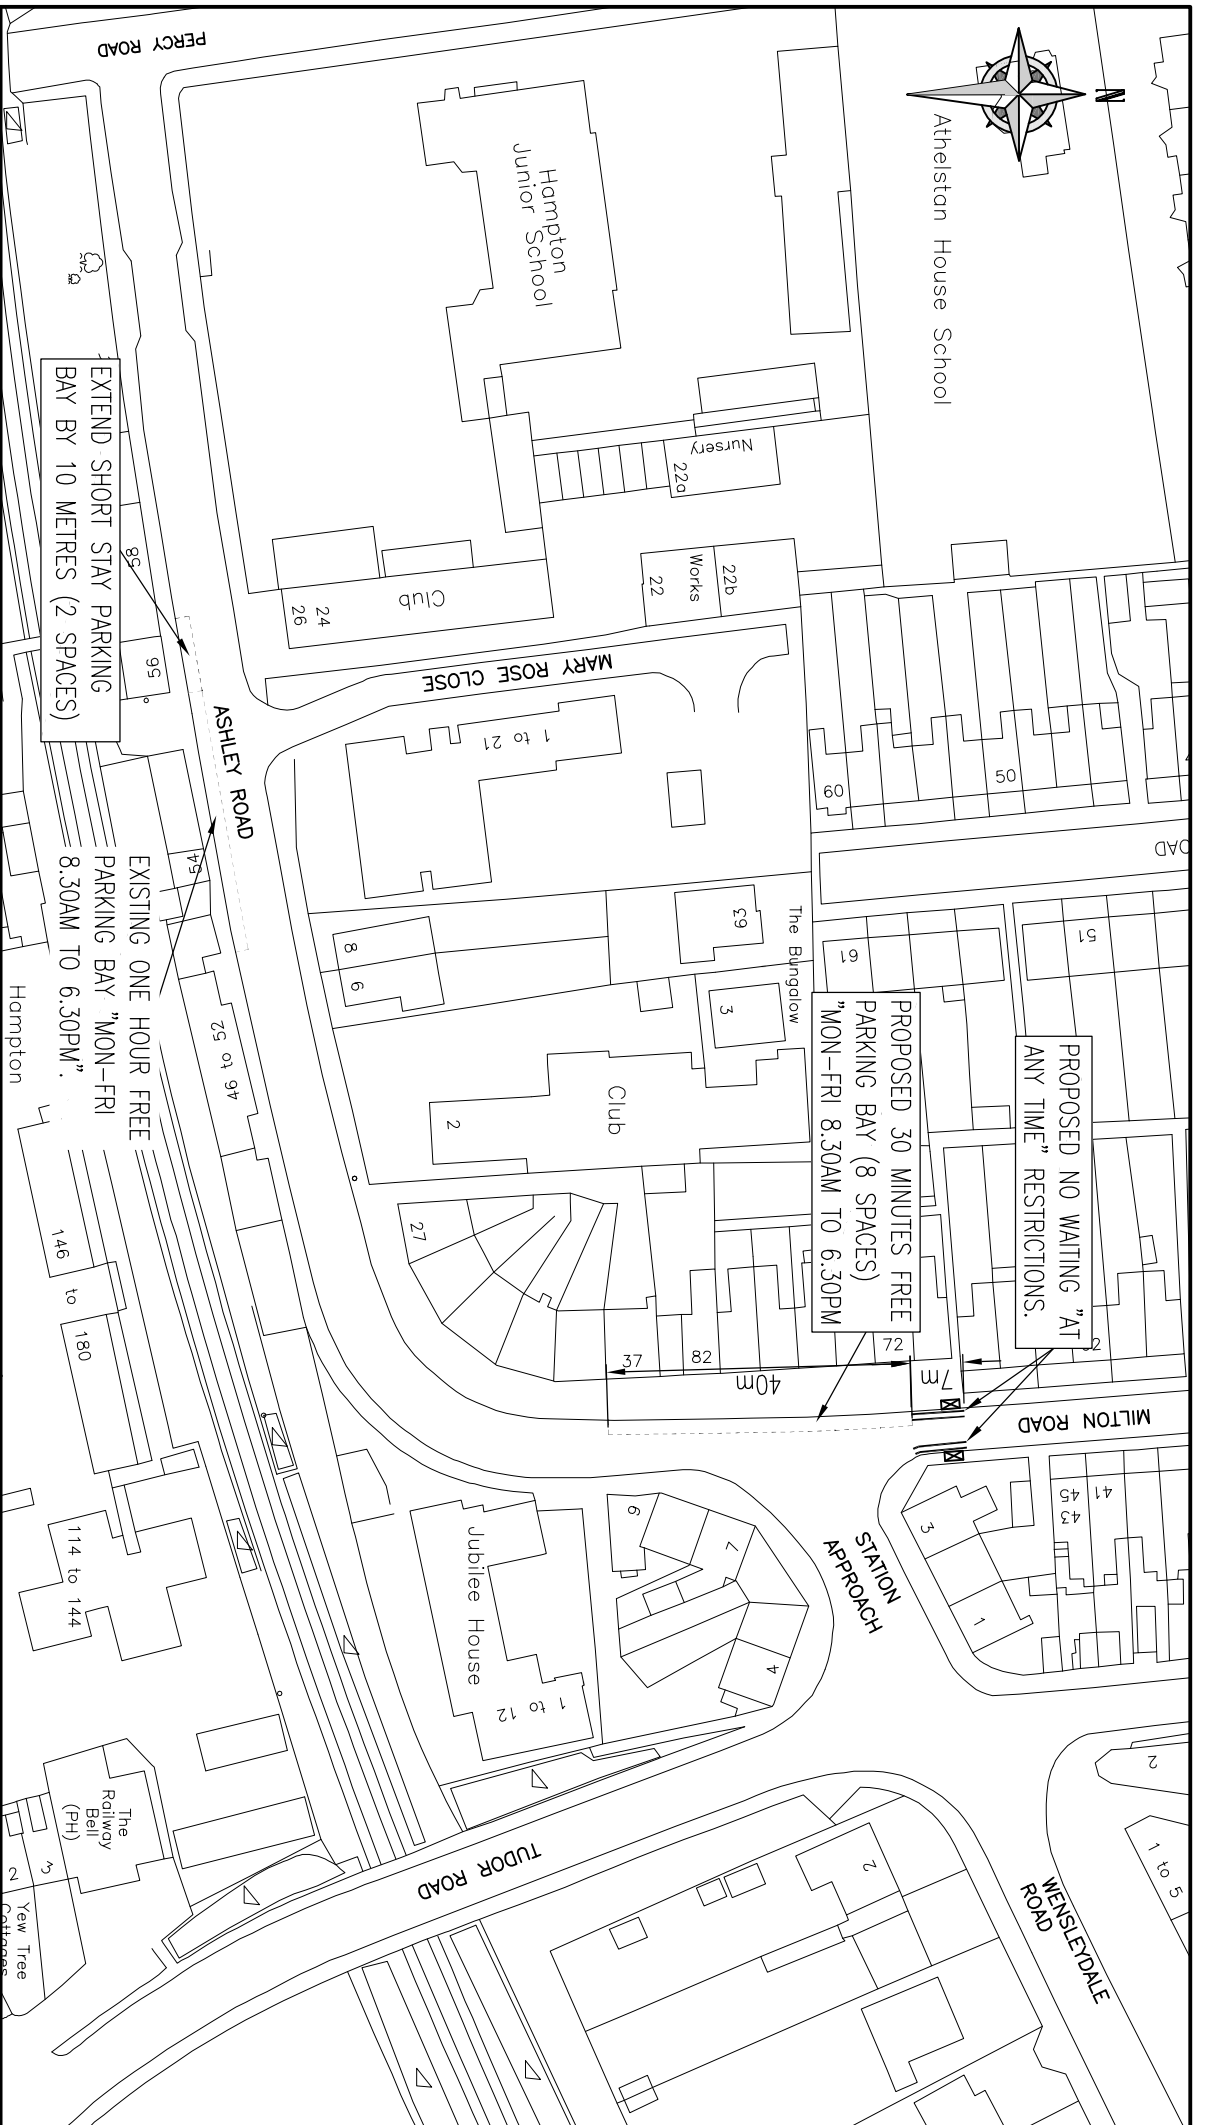 N
Athelstan House School
PERCY ROAD
Hampton
Junior School
Nursery
22a
Works
22
22b
Club
24
26
MARY ROSE CLOSE
1 to 21
ASHLEY ROAD
58
56
54
EXTEND SHORT STAY PARKING
BAY BY 10 METRES (2 SPACES)
EXISTING ONE HOUR FREE
PARKING BAY "MON-FRI
8.30AM TO 6.30PM".
60
50
OAD
51
61
63
The Bungalow
3
8
6
Club
2
46 to 52
Hampton
PROPOSED NO WAITING "AT
ANY TIME" RESTRICTIONS.
PROPOSED 30 MINUTES FREE
PARKING BAY (8 SPACES)
"MON-FRI 8.30AM TO 6.30PM
72
82
37
27
40m
7m
MILTON ROAD
41
43
45
3
1
STATION
APPROACH
6
7
4
Jubilee House
1 to 12
146 to
180
114 to 144
The
Railway
Bell
(PH)
3
2
Yew Tree
Cottages
TUDOR ROAD
2
WENSLEYDALE
ROAD
2
1 to 5